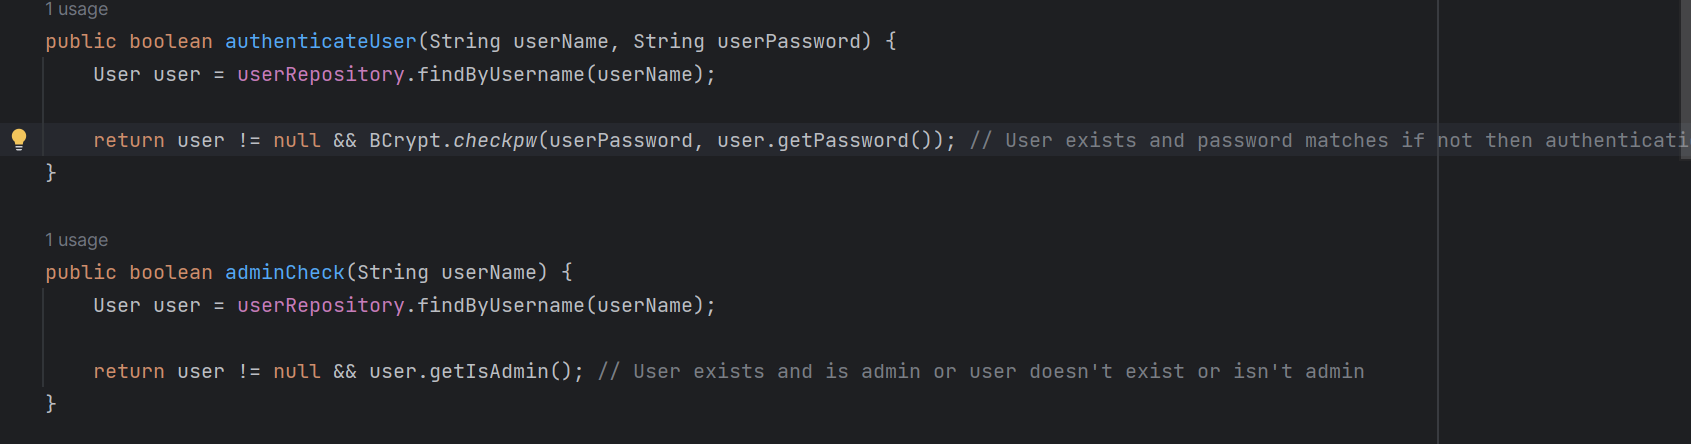 1 usage
public boolean authenticateUser(String userName, String userPassword) {
User user = userRepository.findByUsername(userName);
return user != null && BCrypt.checkpw(userPassword, user.getPassword()); // User exists and password matches if not then authenticati
}
1 usage
public boolean adminCheck(String userName) {
User user = userRepository.findByUsername(userName);
return user != null && user.getIsAdmin(); // User exists and is admin or user doesn't exist or isn't admin
}